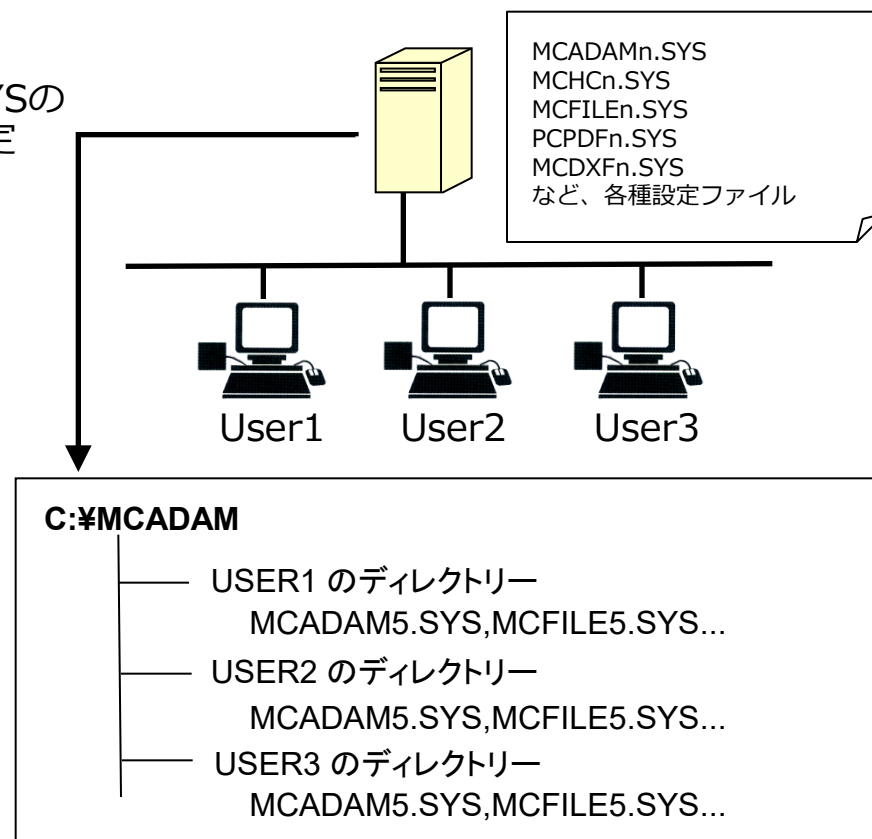 YSの
定
MCADAMn.SYS
MCHCn.SYS
MCFILEn.SYS
PCPDFn.SYS
MCDXFn.SYS
など、各種設定ファイル
User1 User2 User3
C:¥MCADAM
USER1 のディレクトリー
MCADAM5.SYS,MCFILE5.SYS...
USER2 のディレクトリー
MCADAM5.SYS,MCFILE5.SYS...
USER3 のディレクトリー
MCADAM5.SYS,MCFILE5.SYS...